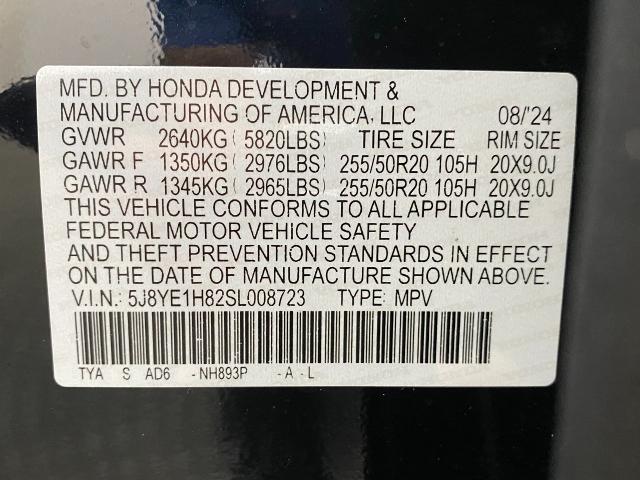 MFD. BY HONDA DEVELOPMENT &
MANUFACTURING OF AMERICA, LLC 08/'24
GVWR 2640KG ( 5820LBS) TIRE SIZE RIM SIZE
GAWR F 1350KG ( 2976LBS) 255/50R20 105H 20X9.0J
GAWR R 1345KG ( 2965LBS) 255/50R20 105H 20X9.0J
THIS VEHICLE CONFORMS TO ALL APPLICABLE
FEDERAL MOTOR VEHICLE SAFETY
AND THEFT PREVENTION STANDARDS IN EFFECT
ON THE DATE OF MANUFACTURE SHOWN ABOVE.
V.I.N.: 5J8YE1H82SL008723 TYPE: MPV
TYA S AD6 -NH893P -A -L